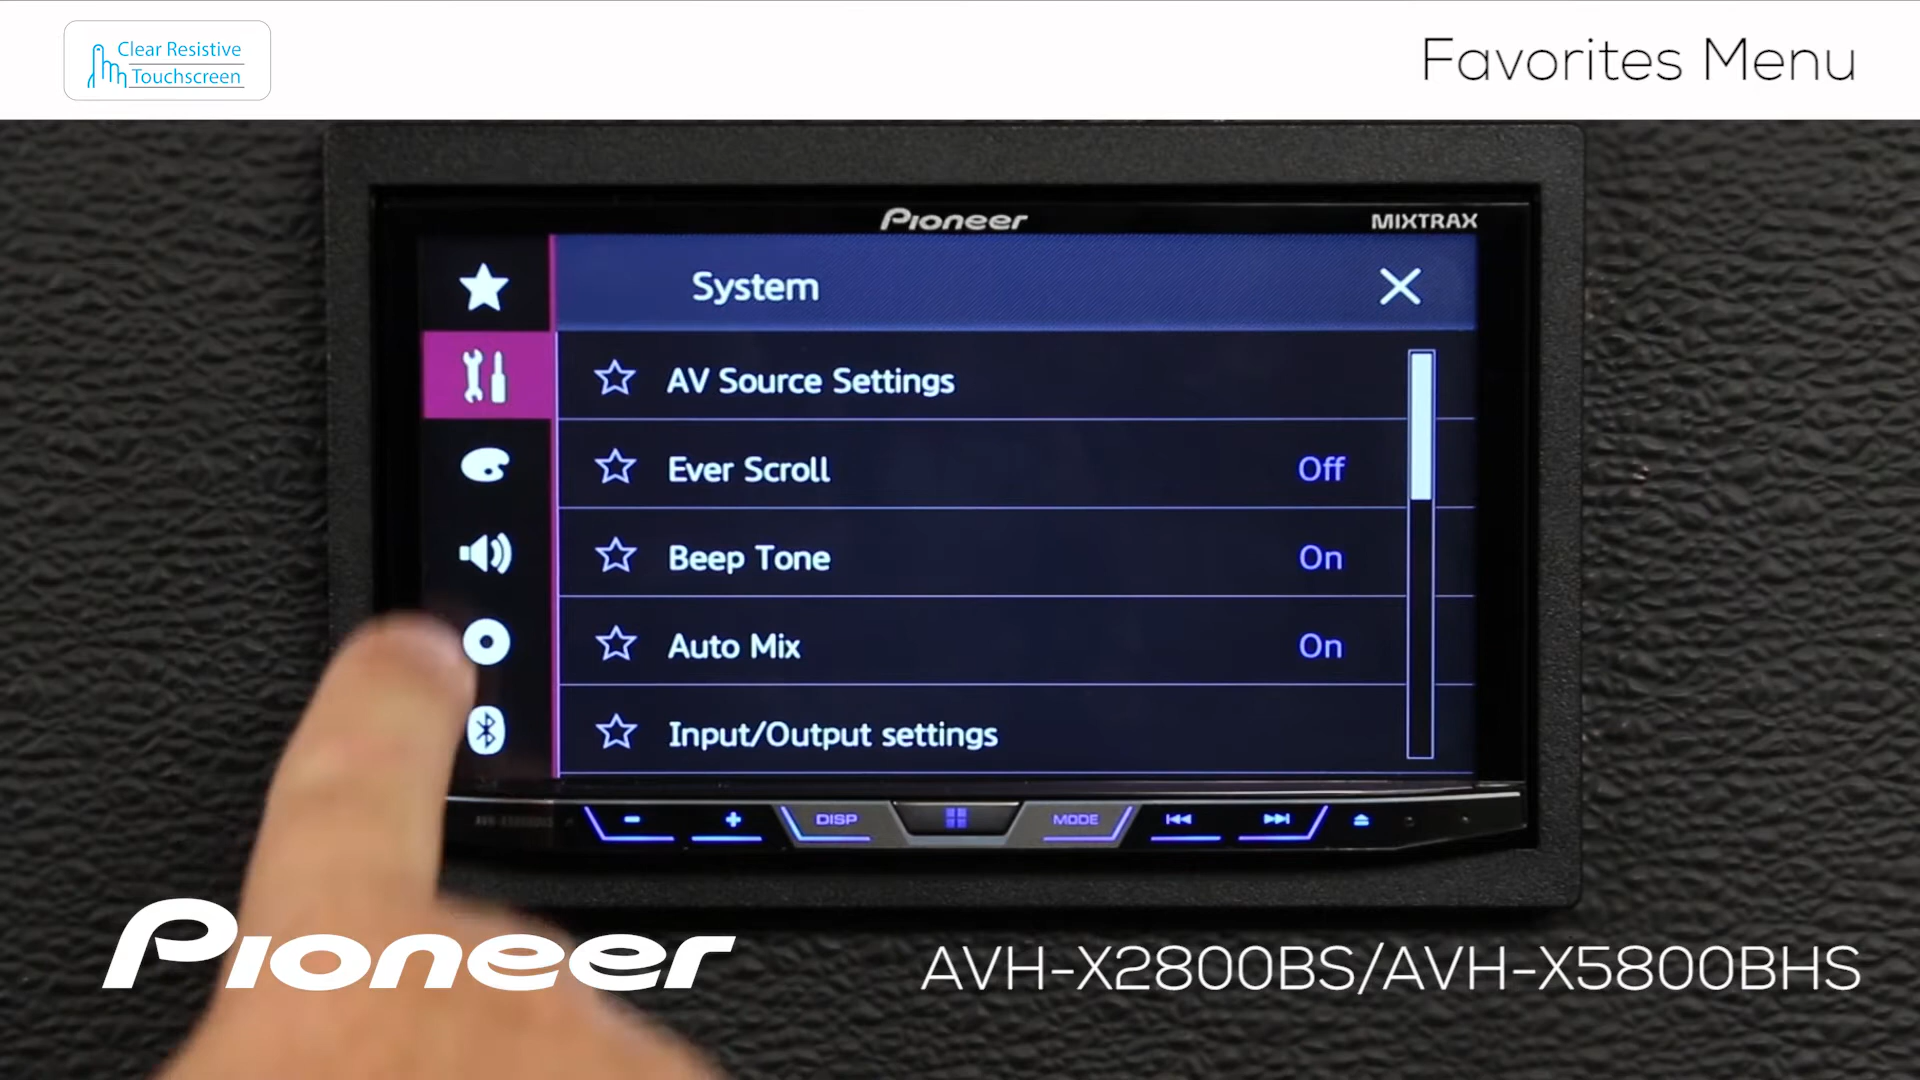 Clear Resistive
Touchscreen
Favorites Menu
Pioneer
MIXTRAX
System
AV Source Settings
Ever Scroll Off
Beep Tone On
Auto Mix On
Input/Output settings
DISP
MODE
Pioneer
AVH-X2800BS/AVH-X5800BHS